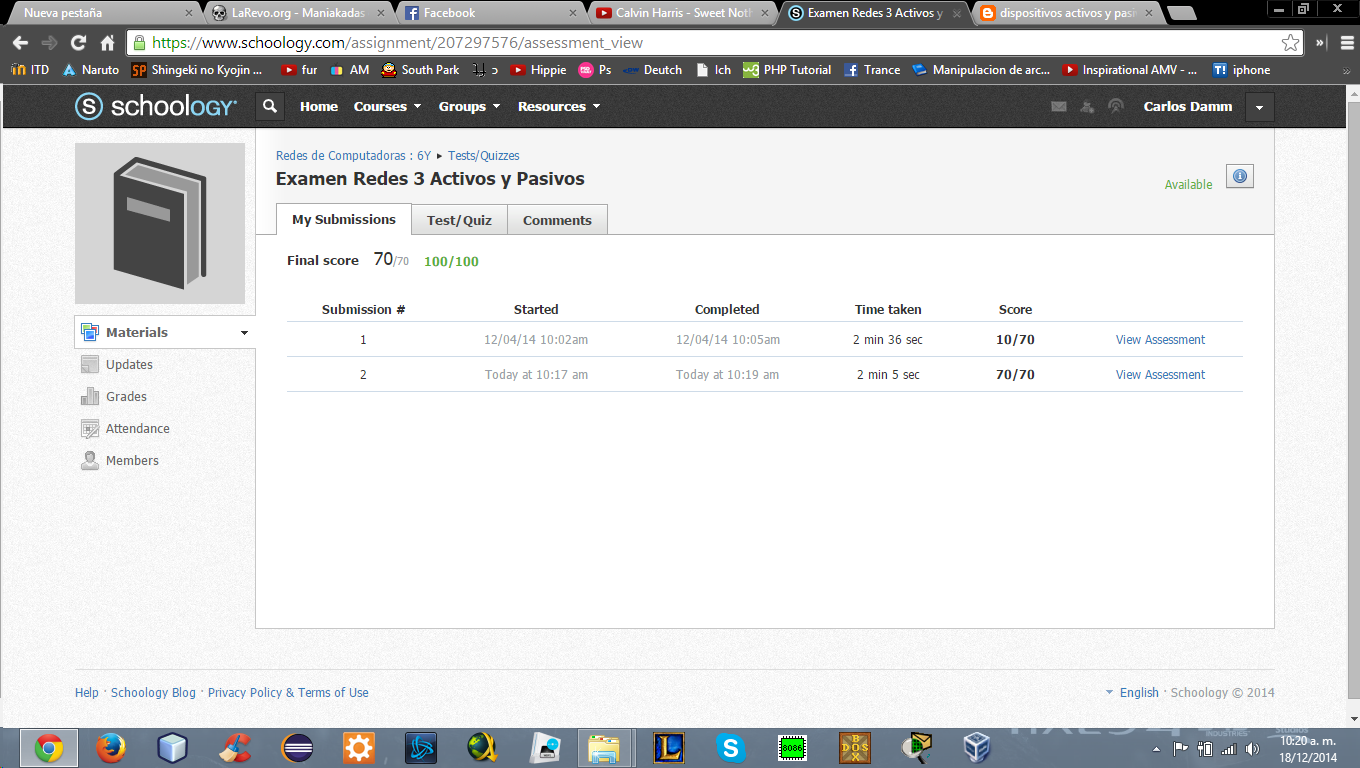 Nueva pestaña
LaRevo.org - Maniakadas
Facebook
Calvin Harris - Sweet Noth
Examen Redes 3 Activos y
dispositivos activos y pasi
https://www.schoology.com/assignment/207297576/assessment_view
ITD
Naruto
Shingeki no Kyojin ...
fur
AM
South Park
Hippie
Ps
Deutch
Ich
PHP Tutorial
Trance
Manipulacion de arc...
Inspirational AMV - ...
iphone
S schoology
Home
Courses
Groups
Resources
Carlos Damm
Redes de Computadoras : 6Y ▸ Tests/Quizzes
Examen Redes 3 Activos y Pasivos
Available
My Submissions
Test/Quiz
Comments
Final score 70/70 100/100
Submission # Started Completed Time taken Score
1 12/04/14 10:02am 12/04/14 10:05am 2 min 36 sec 10/70 View Assessment
2 Today at 10:17 am Today at 10:19 am 2 min 5 sec 70/70 View Assessment
Materials
Updates
Grades
Attendance
Members
Help · Schoology Blog · Privacy Policy & Terms of Use
English · Schoology © 2014
8086
DOS BOX
10:20 a. m.
18/12/2014